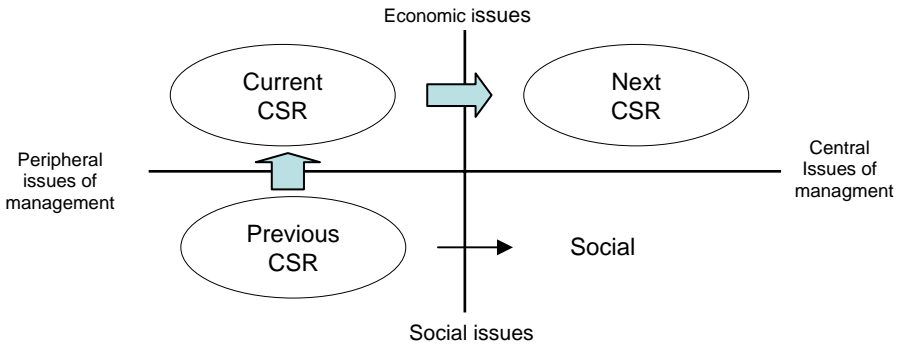 Economic issues
Current
CSR
Next
CSR
Peripheral
issues of
management
Central
Issues of
managment
Previous
CSR
Social
Social issues